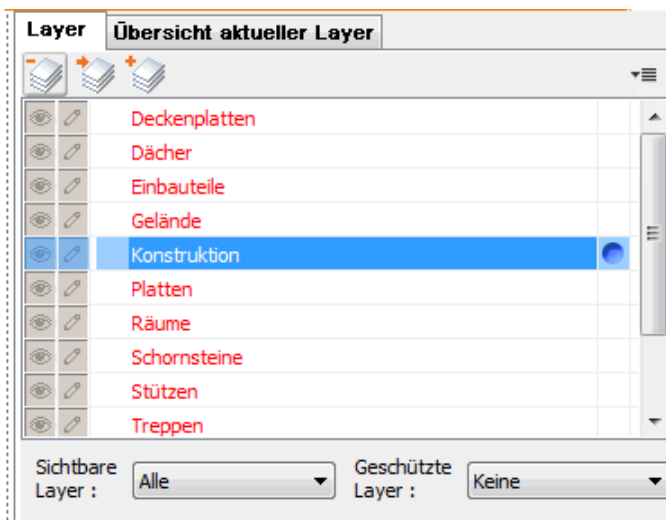 Layer Übersicht aktueller Layer
Deckenplatten
Dächer
Einbauteile
Gelände
Konstruktion
Platten
Räume
Schornsteine
Stützen
Treppen
Sichtbare Layer : Alle Geschützte Layer : Keine